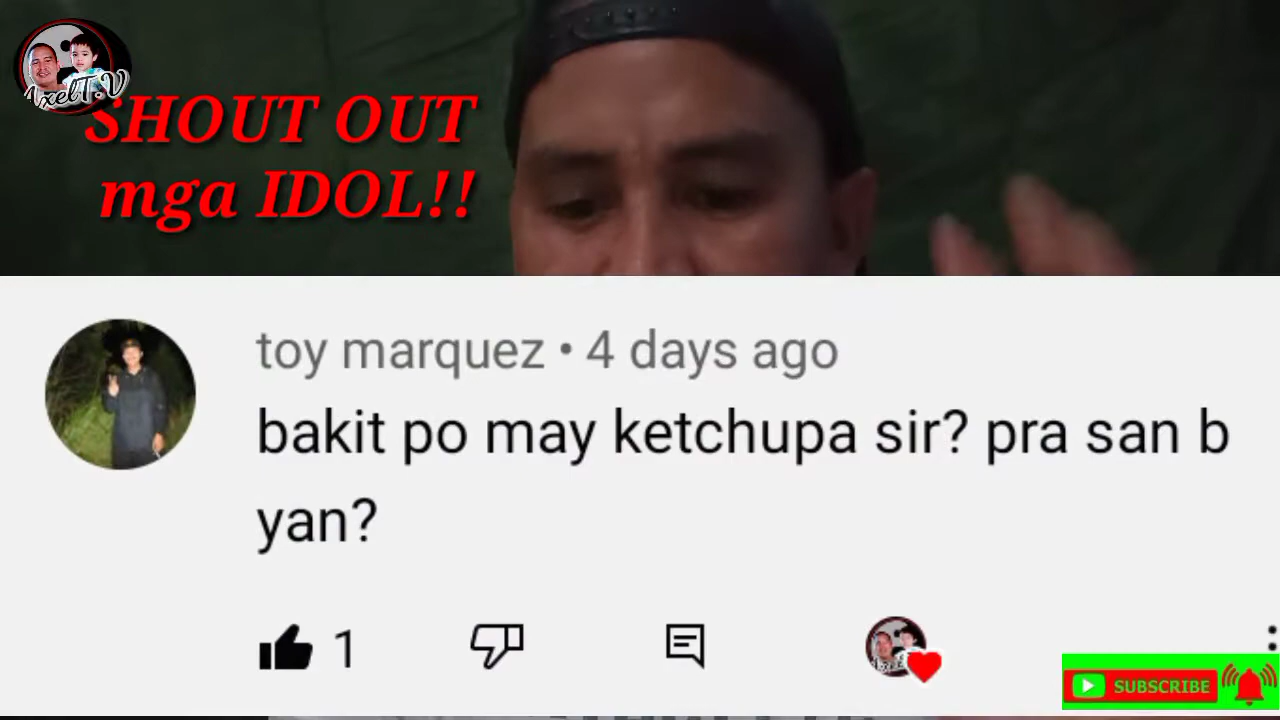 AxelT.V
SHOUT OUT
mga IDOL!!
toy marquez • 4 days ago
bakit po may ketchupa sir? pra san b
yan?
1
SUBSCRIBE